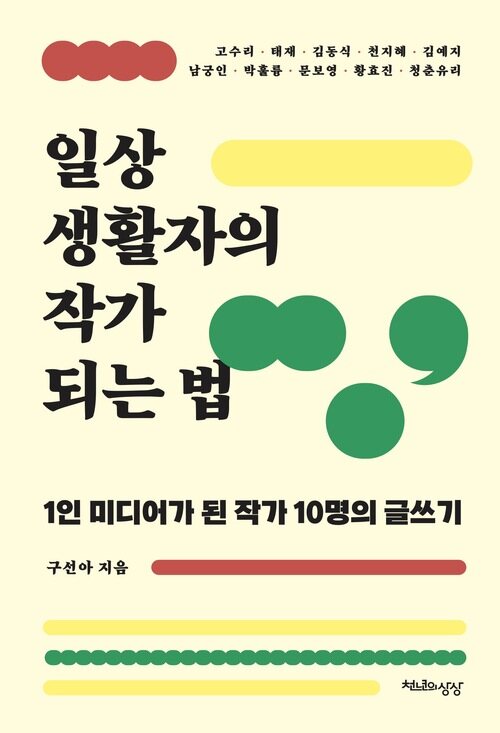 고수리 · 태재 · 김동식 · 천지혜 · 김예지
남궁인 · 박훌륭 · 문보영 · 황효진 · 청춘유리
일상
생활자의
작가
되는 법
1인 미디어가 된 작가 10명의 글쓰기
구선아 지음
천년의상상